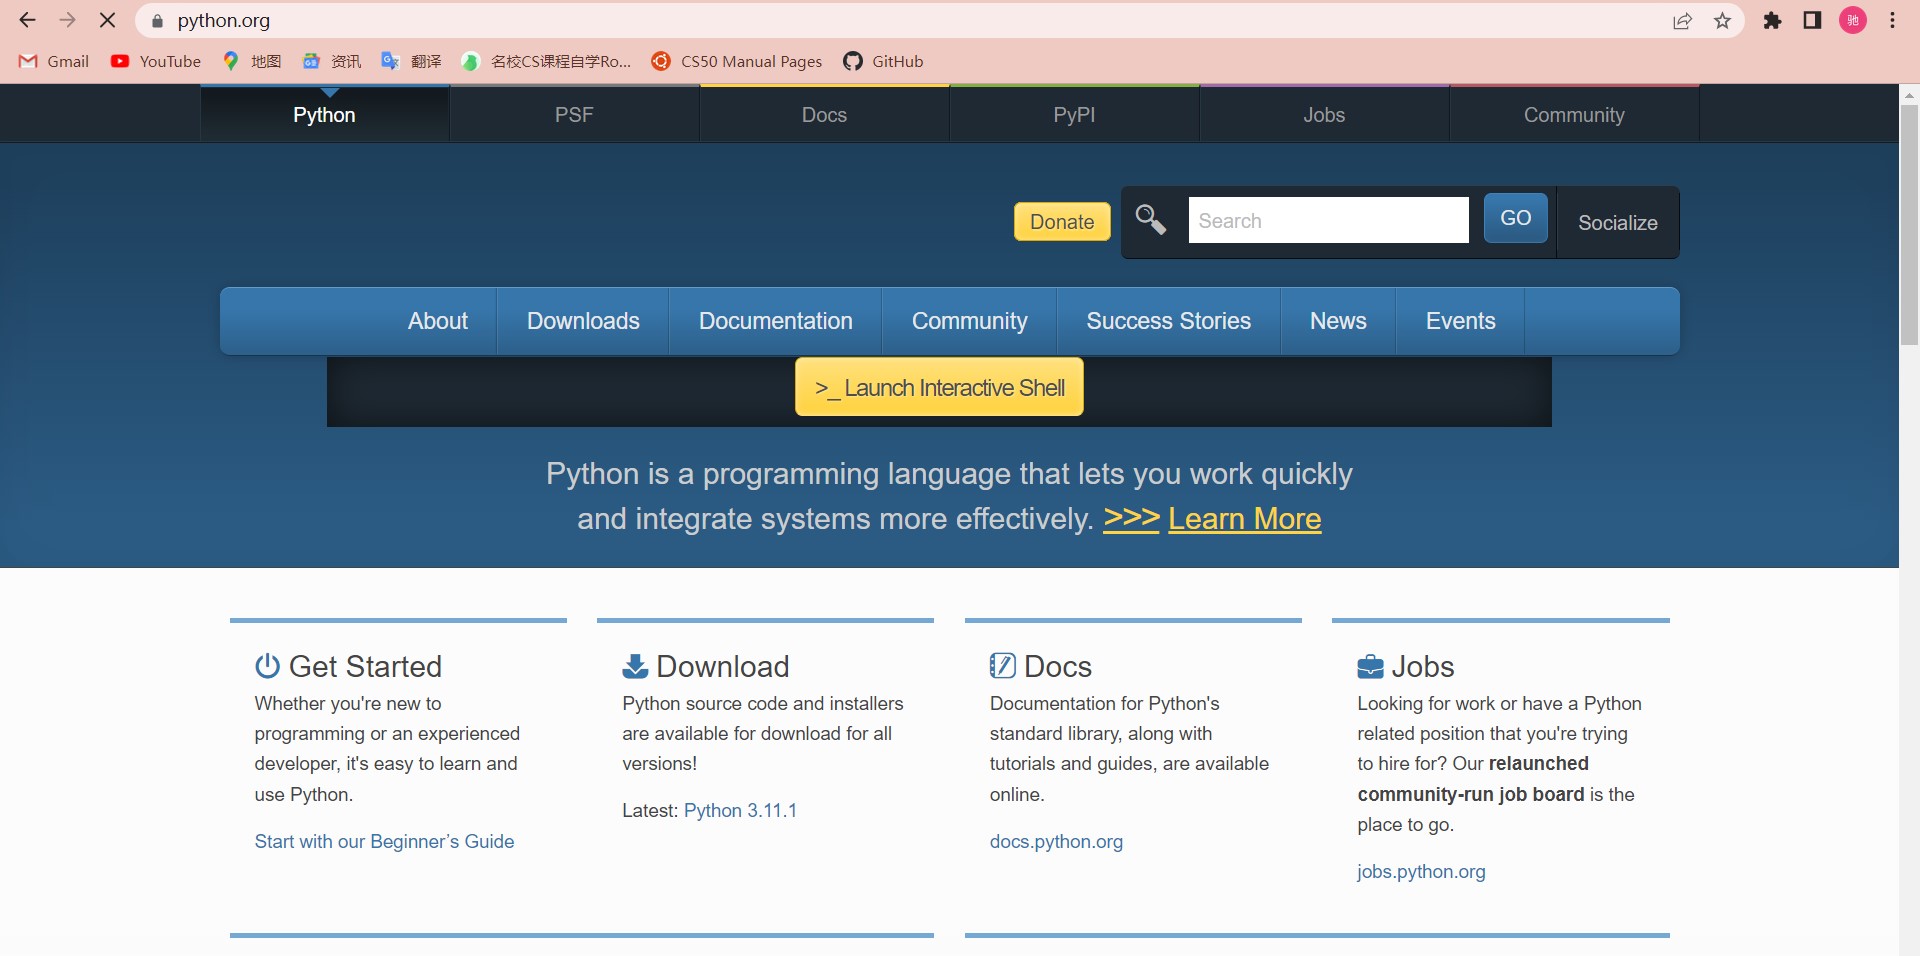 python.org
Gmail YouTube 地图 资讯 翻译 名校CS课程自学Ro... CS50 Manual Pages GitHub
Python PSF Docs PyPI Jobs Community
Donate Search GO Socialize
About Downloads Documentation Community Success Stories News Events
>_ Launch Interactive Shell
Python is a programming language that lets you work quickly
and integrate systems more effectively. >>> Learn More
Get Started
Whether you're new to
programming or an experienced
developer, it's easy to learn and
use Python.
Start with our Beginner’s Guide
Download
Python source code and installers
are available for download for all
versions!
Latest: Python 3.11.1
Docs
Documentation for Python's
standard library, along with
tutorials and guides, are available
online.
docs.python.org
Jobs
Looking for work or have a Python
related position that you're trying
to hire for? Our relaunched
community-run job board is the
place to go.
jobs.python.org